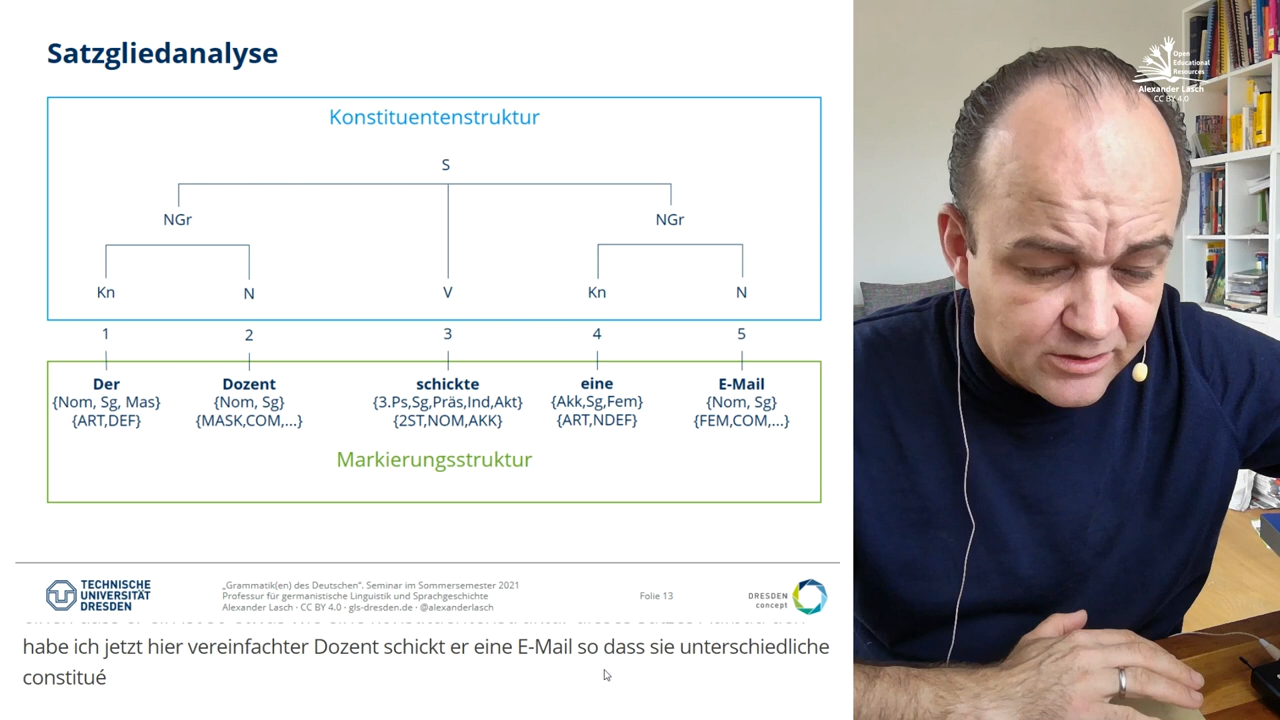 Satzgliedanalyse
Konstituentenstruktur
S
NGr NGr
Kn N V Kn N
1 2 3 4 5
Der Dozent schickte eine E-Mail
{Nom, Sg, Mas} {Nom, Sg} {3.Ps,Sg,Präs,Ind,Akt} {Akk,Sg,Fem} {Nom, Sg}
{ART,DEF} {MASK,COM,...} {2ST,NOM,AKK} {ART,NDEF} {FEM,COM,...}
Markierungsstruktur
TECHNISCHE
UNIVERSITÄT
DRESDEN
„Grammatik(en) des Deutschen“. Seminar im Sommersemester 2021
Professur für germanistische Linguistik und Sprachgeschichte
Alexander Lasch · CC BY 4.0 · gls-dresden.de · @alexanderlasch
Folie 13
DRESDEN
concept
habe ich jetzt hier vereinfachter Dozent schickt er eine E-Mail so dass sie unterschiedliche
constitué
Open
Educational
Resources
Alexander Lasch
CC BY 4.0